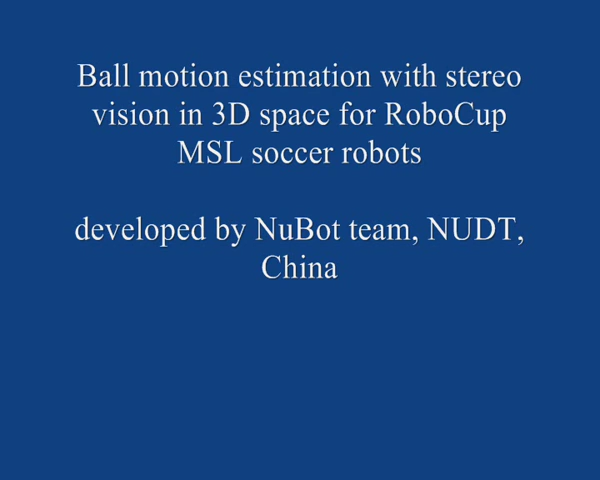 Ball motion estimation with stereo
vision in 3D space for RoboCup
MSL soccer robots
developed by NuBot team, NUDT,
China